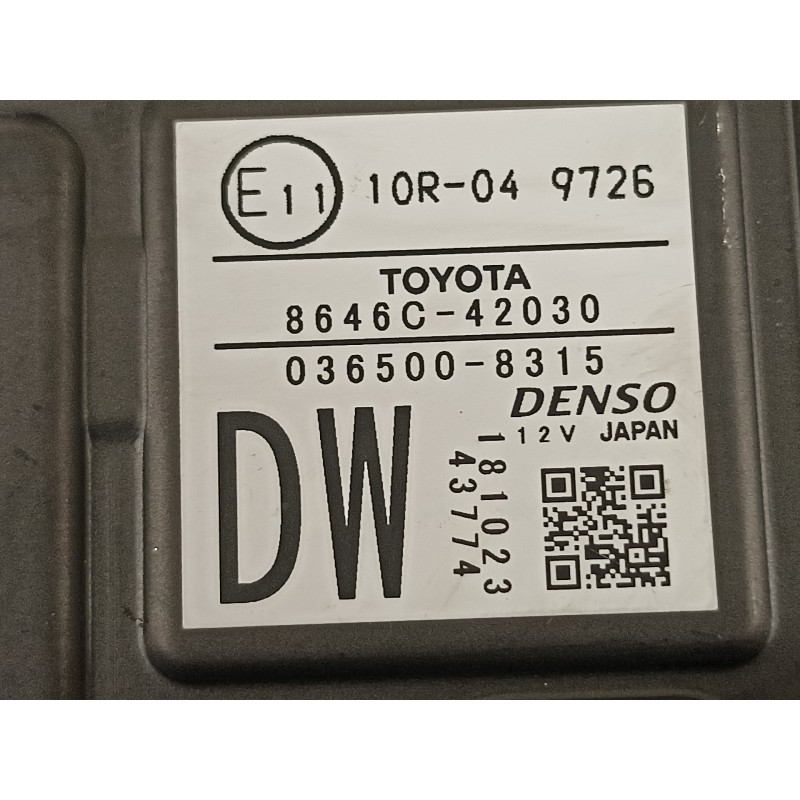 E11 10R-04 9726
TOYOTA
8646C-42030
036500-8315
DENSO
12V JAPAN
DW
181023
43774